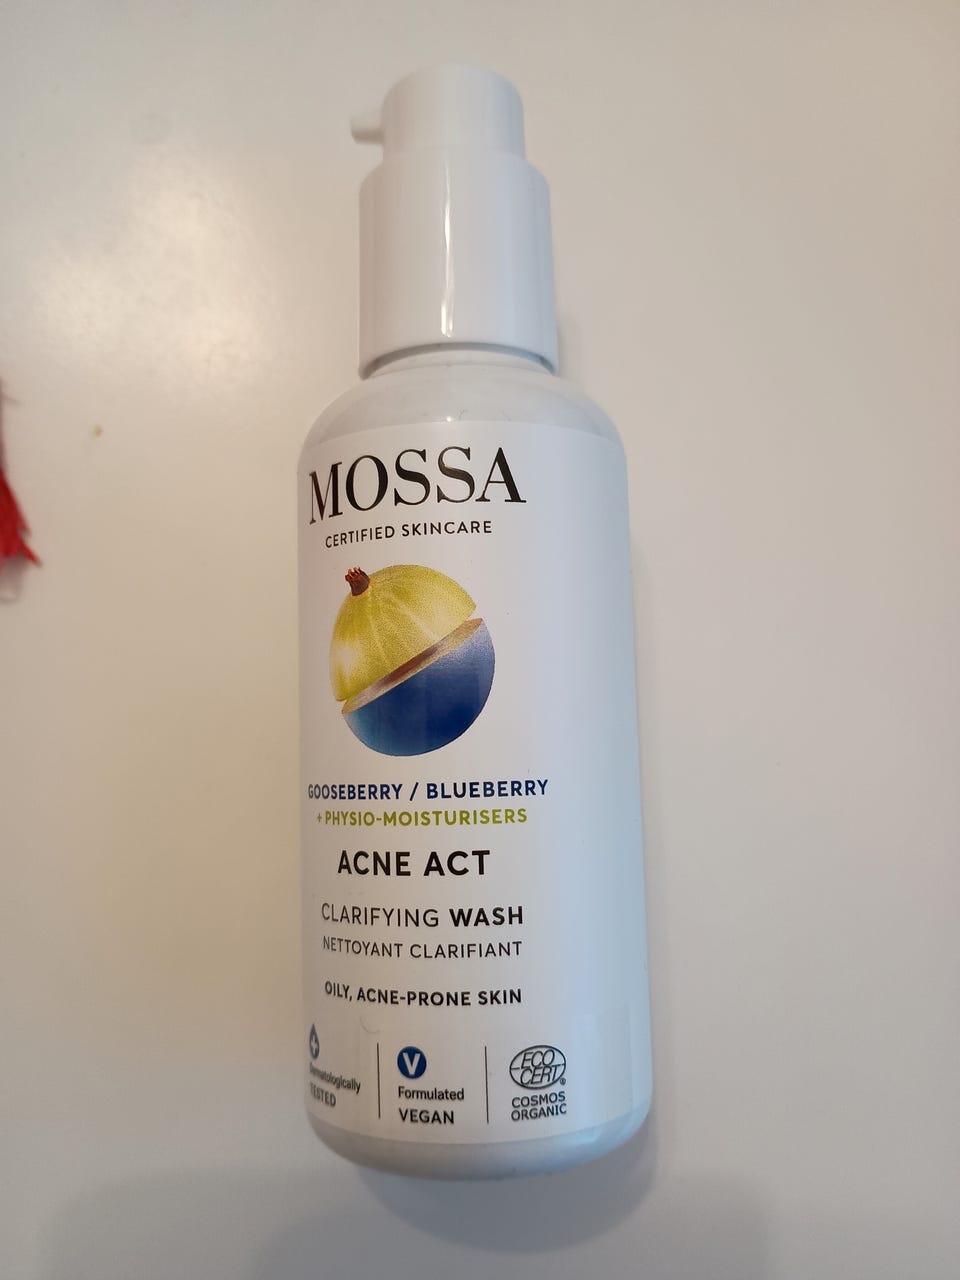 MOSSA
CERTIFIED SKINCARE
GOOSEBERRY / BLUEBERRY
+ PHYSIO-MOISTURISERS
ACNE ACT
CLARIFYING WASH
NETTOYANT CLARIFIANT
OILY, ACNE-PRONE SKIN
Dermatologically
TESTED
V
Formulated
VEGAN
ECO
CERT®
COSMOS
ORGANIC